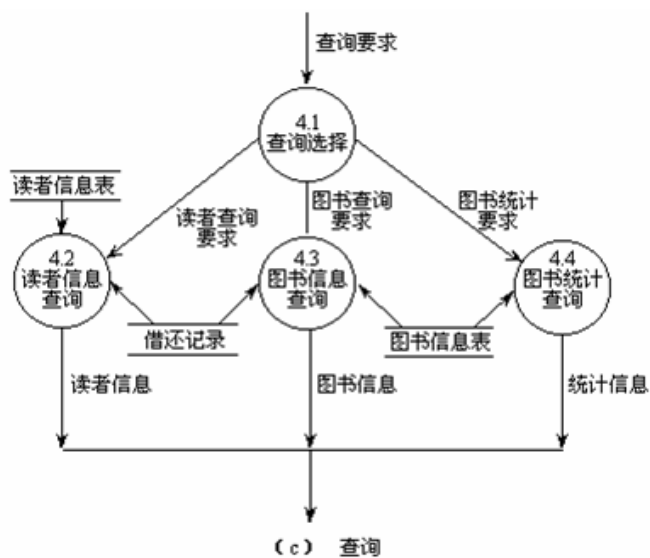 查询要求
4.1
查询选择
读者信息表
读者查询
要求
图书查询
要求
图书统计
要求
4.2
读者信息
查询
4.3
图书信息
查询
4.4
图书统计
查询
借还记录
图书信息表
读者信息
图书信息
统计信息
（c） 查询